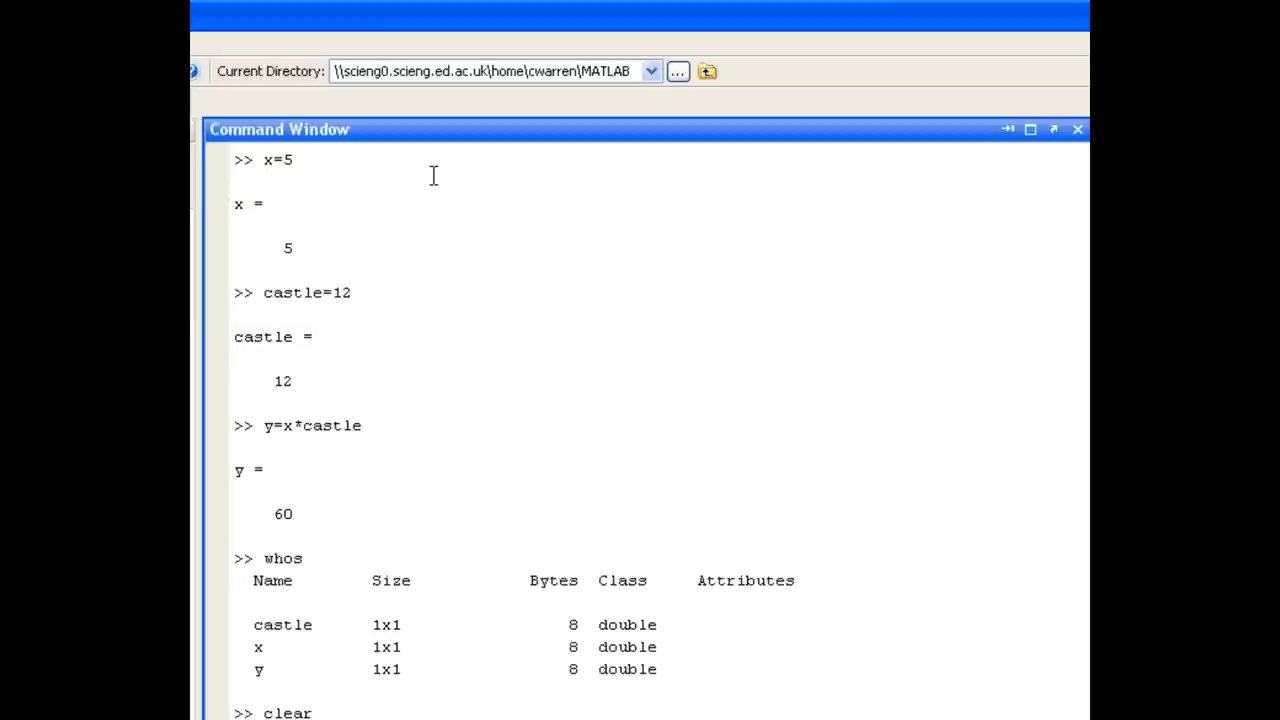 Current Directory: \\scieng0.scieng.ed.ac.uk\home\cwarren\MATLAB ...
Command Window
>> x=5
x =
5
>> castle=12
castle =
12
>> y=x*castle
y =
60
>> whos
Name Size Bytes Class Attributes
castle 1x1 8 double
x 1x1 8 double
y 1x1 8 double
>> clear